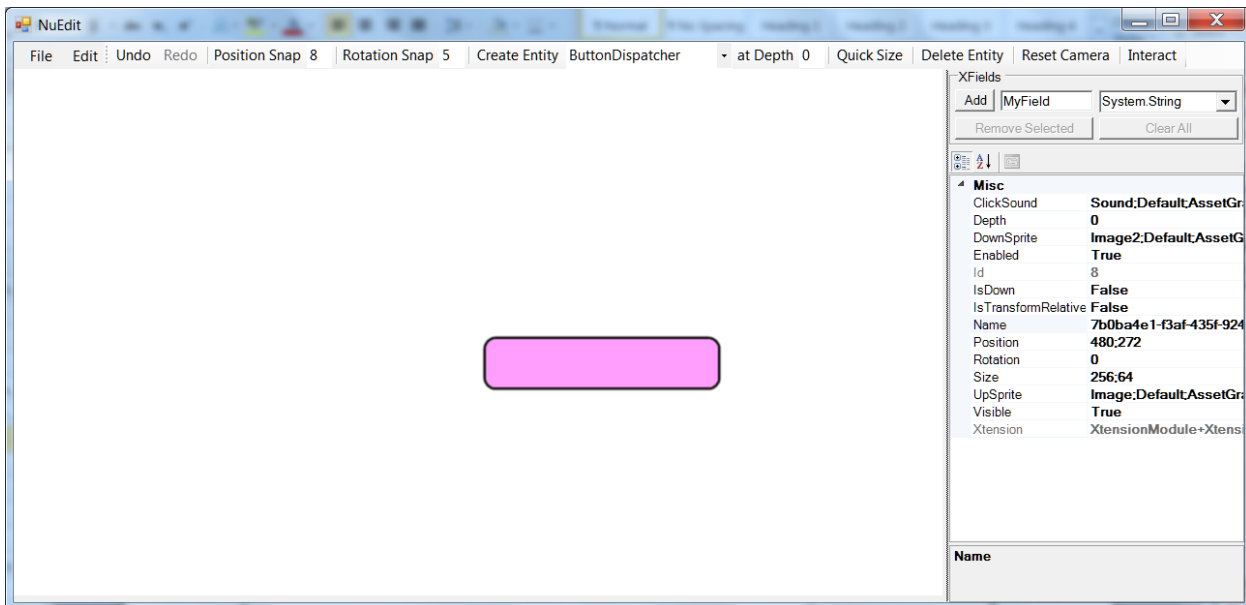 NuEdit
File Edit Undo Redo Position Snap 8 Rotation Snap 5 Create Entity ButtonDispatcher at Depth 0 Quick Size Delete Entity Reset Camera Interact
XFields
Add MyField System.String
Remove Selected Clear All
Misc
ClickSound Sound;Default;AssetGr
Depth 0
DownSprite Image2;Default;AssetG
Enabled True
Id 8
IsDown False
IsTransformRelative False
Name 7b0ba4e1-f3af-435f-924
Position 480;272
Rotation 0
Size 256;64
UpSprite Image;Default;AssetGr
Visible True
Xtension XtensionModule+Xtensi
Name